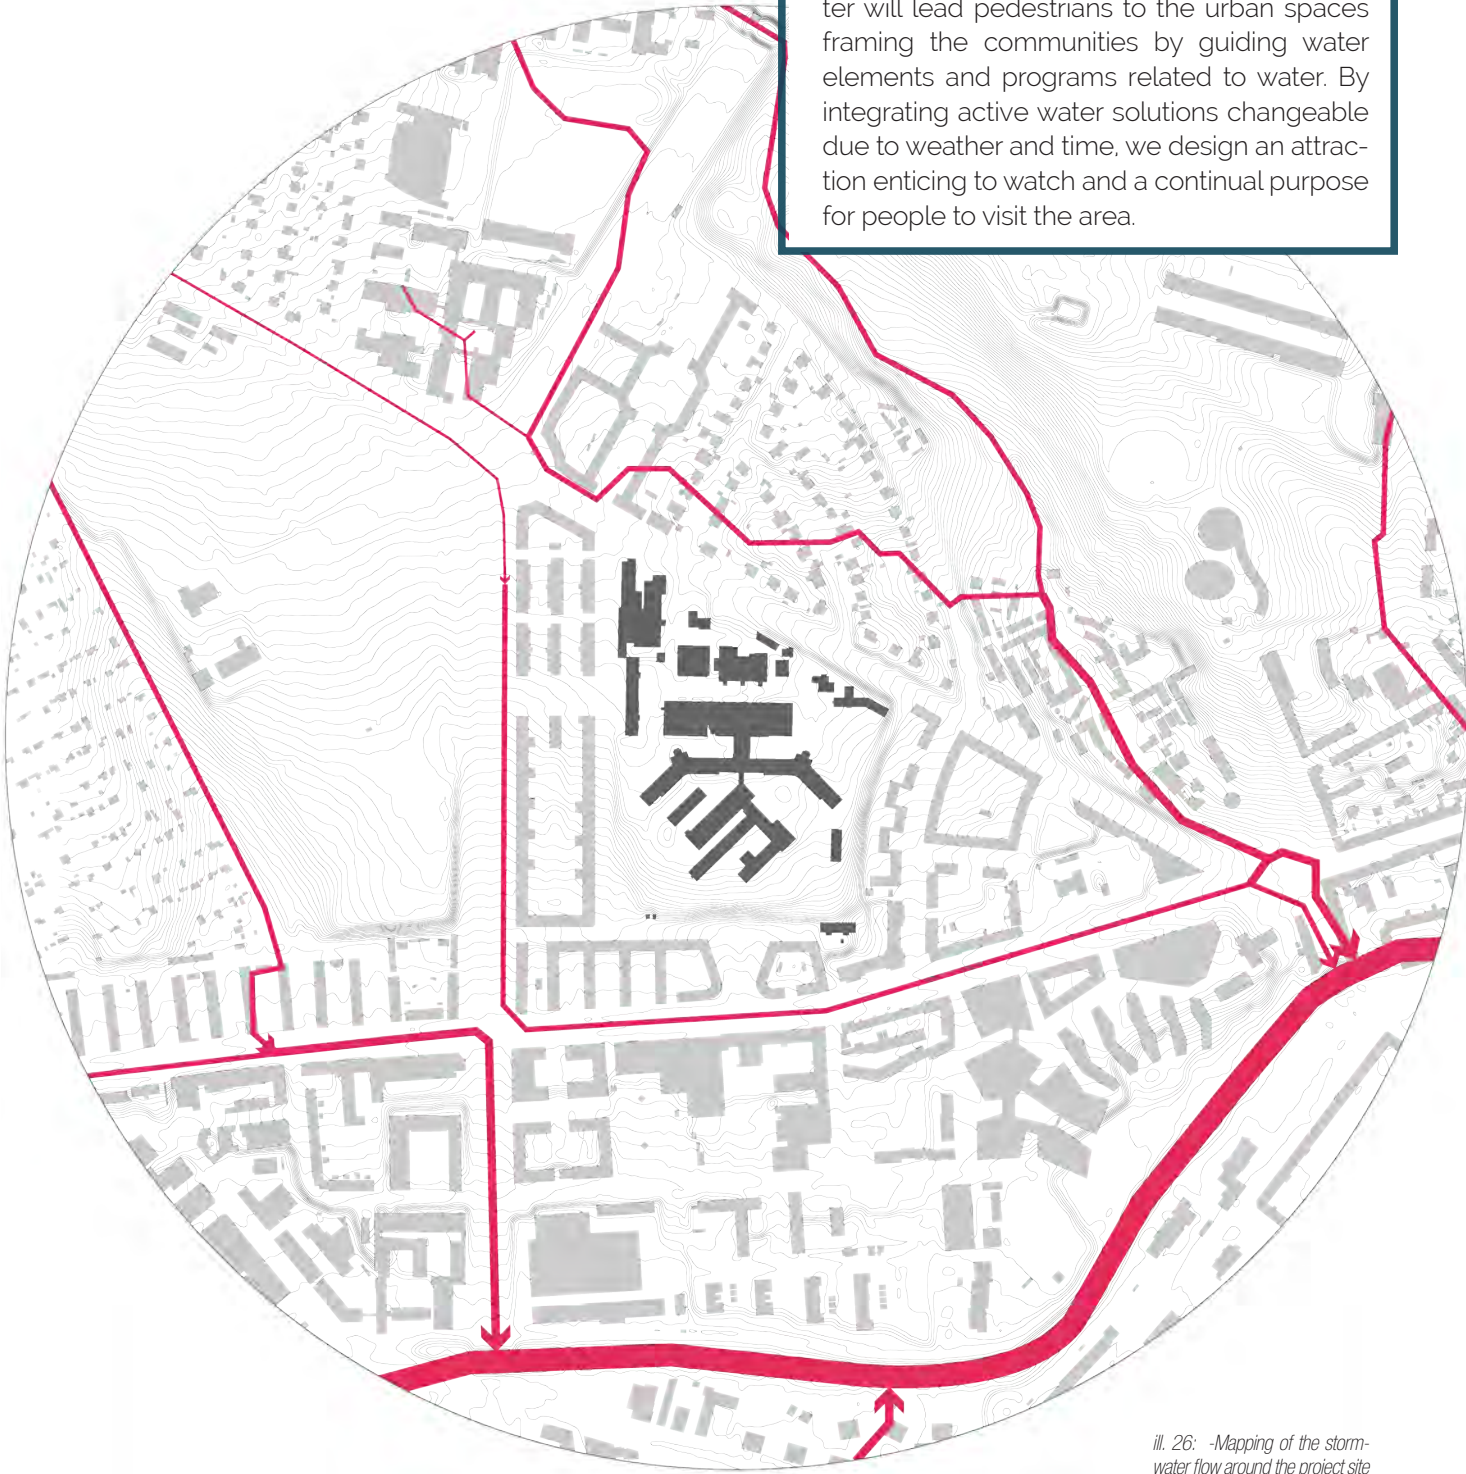 ter will lead pedestrians to the urban spaces
framing the communities by guiding water
elements and programs related to water. By
integrating active water solutions changeable
due to weather and time, we design an attrac-
tion enticing to watch and a continual purpose
for people to visit the area.
ill. 26: -Mapping of the storm-
water flow around the project site